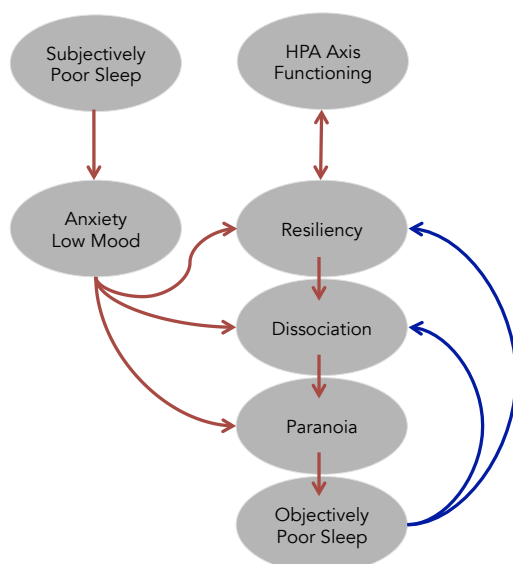 Subjectively
Poor Sleep
HPA Axis
Functioning
Anxiety
Low Mood
Resiliency
Dissociation
Paranoia
Objectively
Poor Sleep